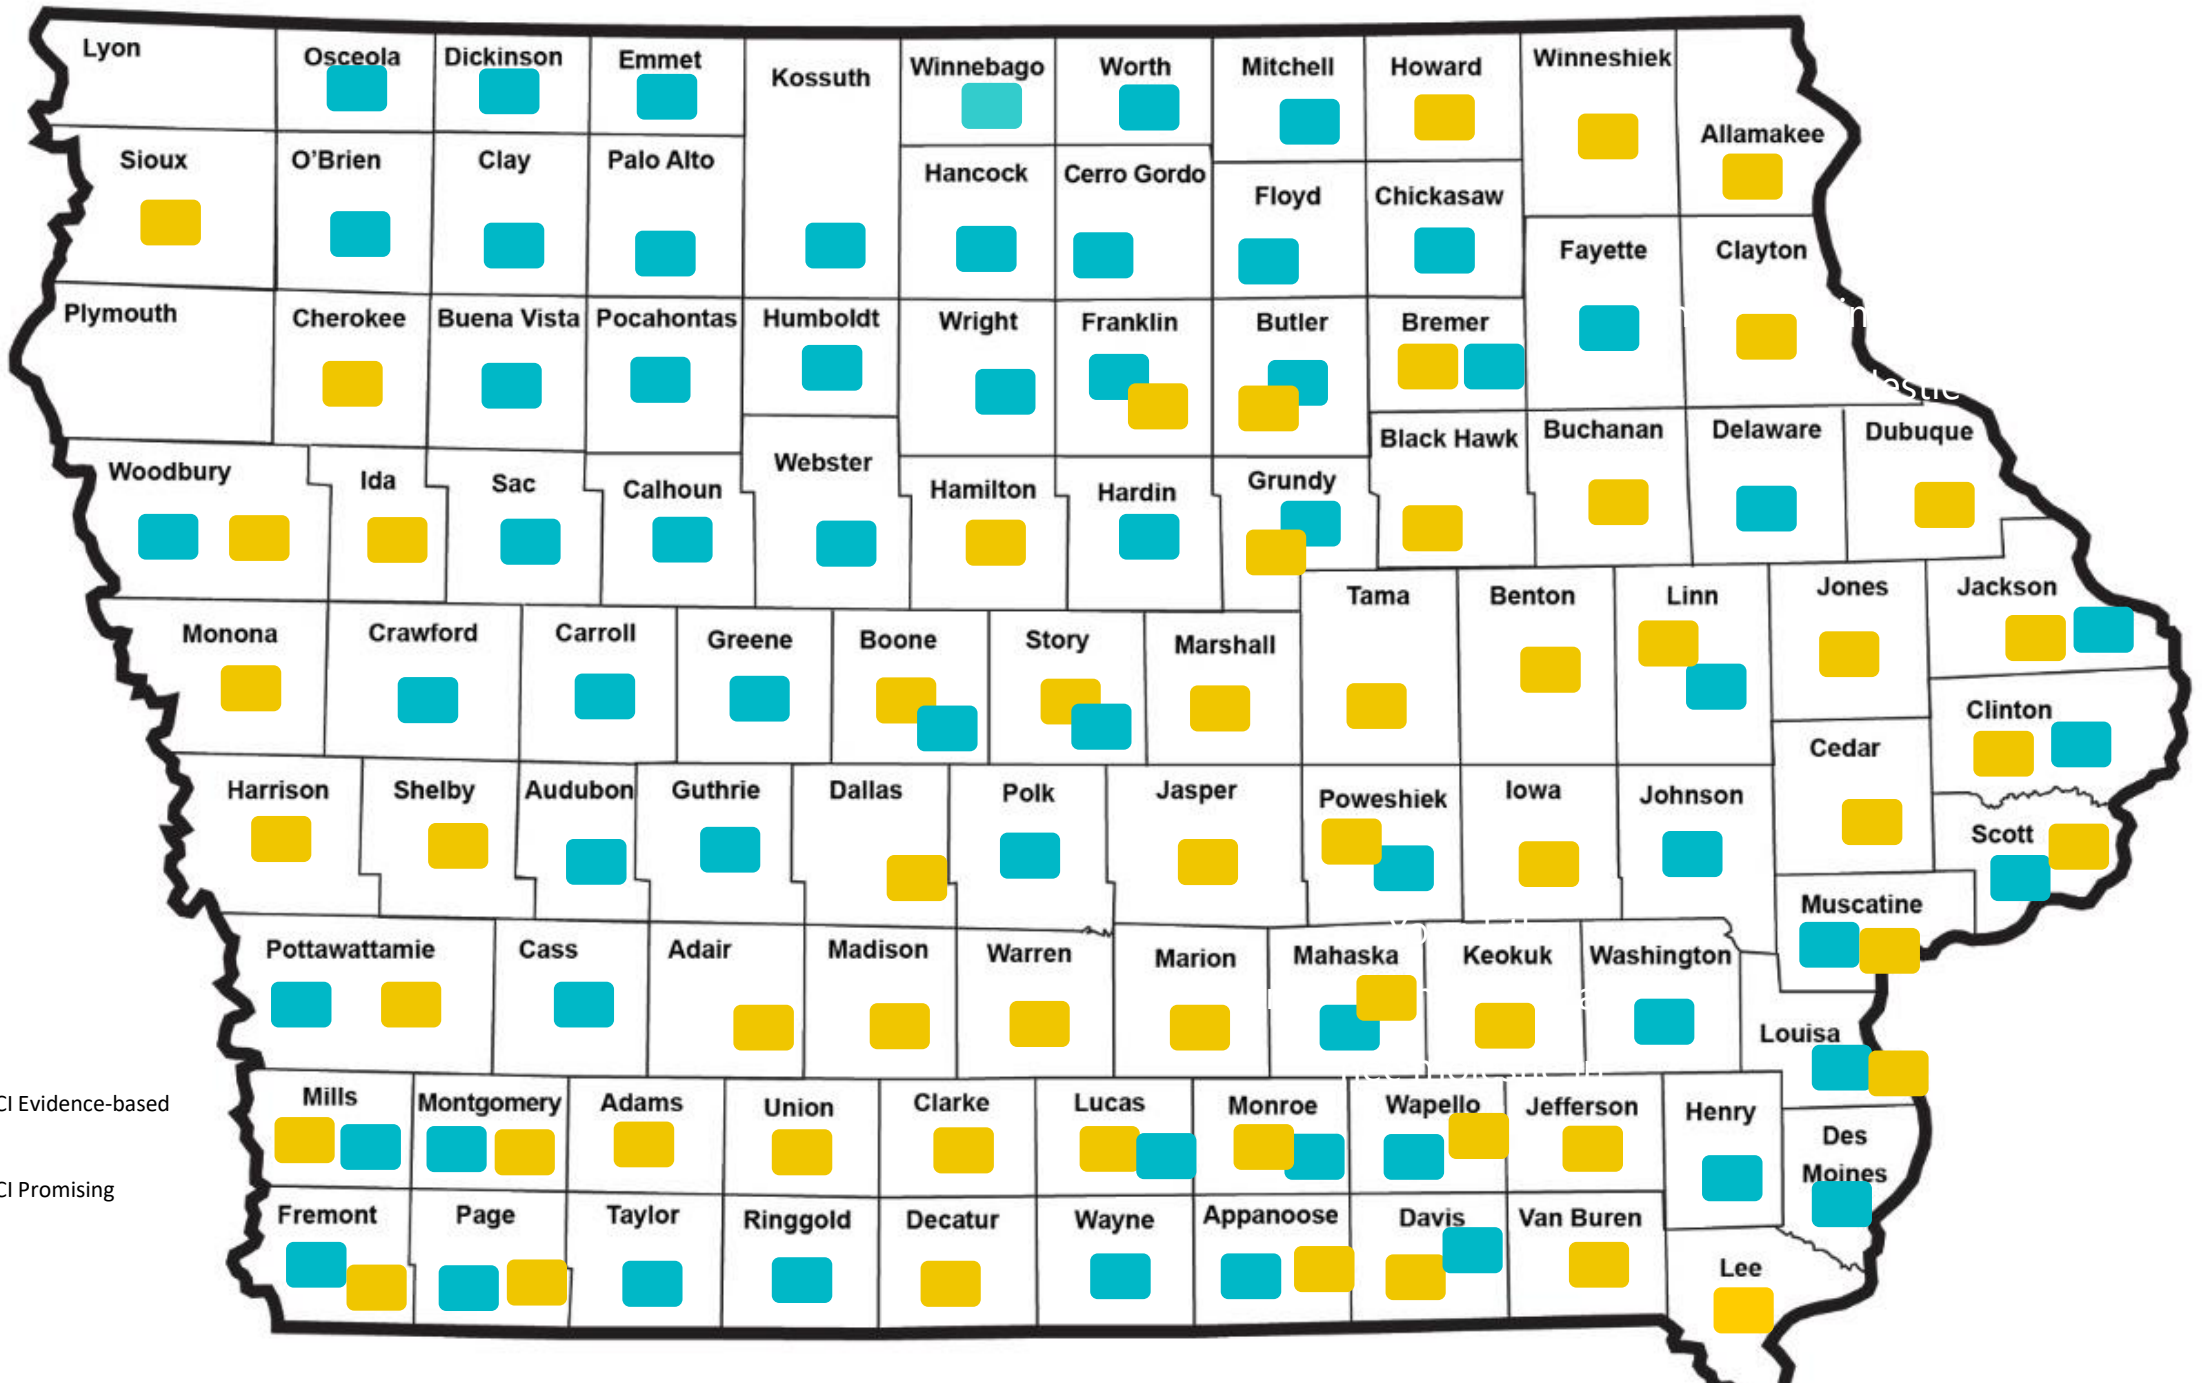 Lyon
Osceola
Dickinson
Emmet
Kossuth
Winnebago
Worth
Mitchell
Howard
Winneshiek
Allamakee
Sioux
O'Brien
Clay
Palo Alto
Hancock
Cerro Gordo
Floyd
Chickasaw
Fayette
Clayton
Plymouth
Cherokee
Buena Vista
Pocahontas
Humboldt
Wright
Franklin
Butler
Bremer
Black Hawk
Buchanan
Delaware
Dubuque
Woodbury
Ida
Sac
Calhoun
Webster
Hamilton
Hardin
Grundy
Tama
Benton
Linn
Jones
Jackson
Monona
Crawford
Carroll
Greene
Boone
Story
Marshall
Clinton
Cedar
Harrison
Shelby
Audubon
Guthrie
Dallas
Polk
Jasper
Poweshiek
Iowa
Johnson
Scott
Muscatine
Pottawattamie
Cass
Adair
Madison
Warren
Marion
Mahaska
Keokuk
Washington
Louisa
CI Evidence-based
Mills
Montgomery
Adams
Union
Clarke
Lucas
Monroe
Wapello
Jefferson
Henry
Des
Moines
CI Promising
Fremont
Page
Taylor
Ringgold
Decatur
Wayne
Appanoose
Davis
Van Buren
Lee